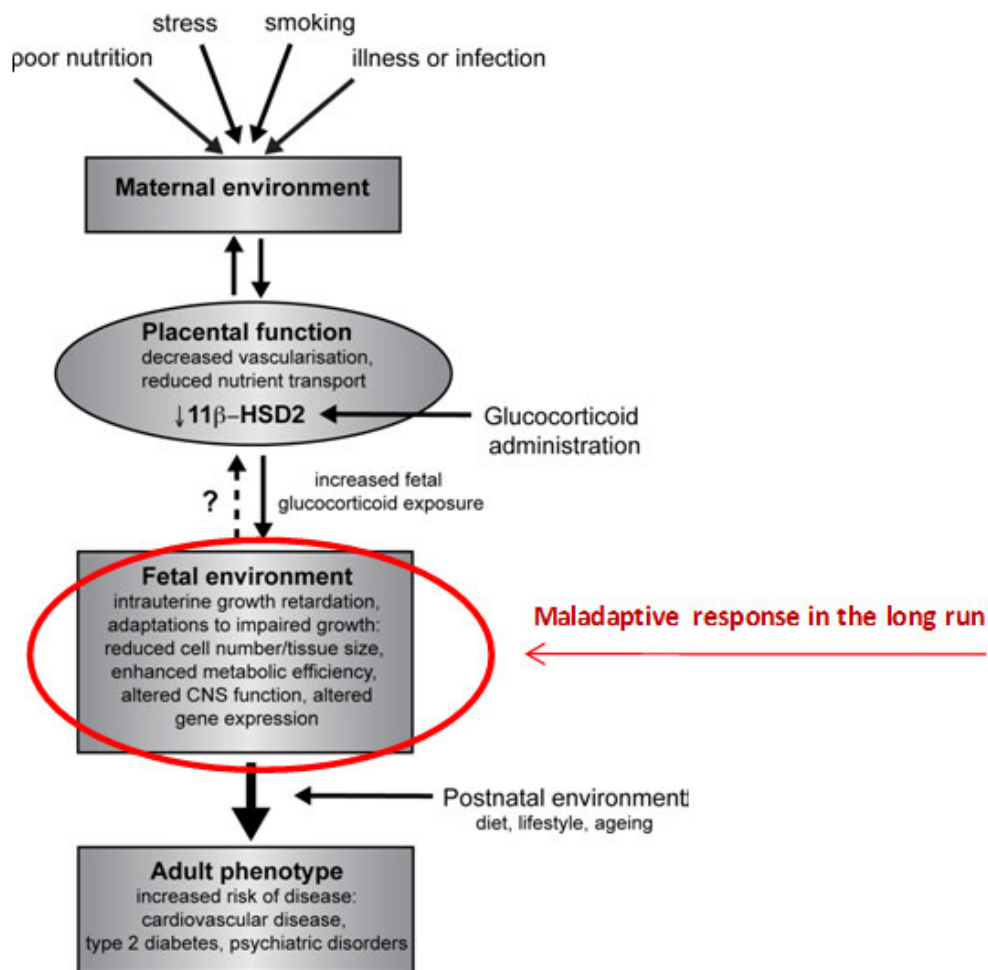 stress
smoking
poor nutrition
illness or infection
Maternal environment
Placental function
decreased vascularisation,
reduced nutrient transport
↓11β–HSD2
Glucocorticoid
administration
?
increased fetal
glucocorticoid exposure
Fetal environment
intrauterine growth retardation,
adaptations to impaired growth:
reduced cell number/tissue size,
enhanced metabolic efficiency,
altered CNS function, altered
gene expression
Maladaptive response in the long run
Postnatal environment
diet, lifestyle, ageing
Adult phenotype
increased risk of disease:
cardiovascular disease,
type 2 diabetes, psychiatric disorders